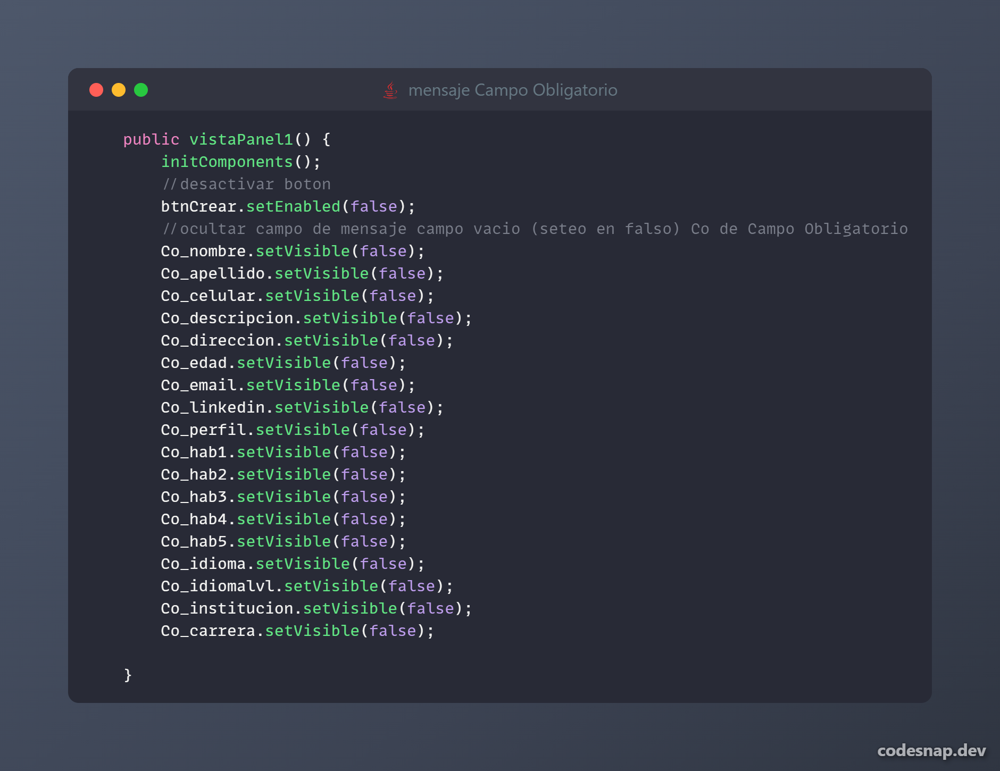 mensaje Campo Obligatorio
public vistaPanel1() {
initComponents();
//desactivar boton
btnCrear.setEnabled(false);
//ocultar campo de mensaje campo vacio (seteo en falso) Co de Campo Obligatorio
Co_nombre.setVisible(false);
Co_apellido.setVisible(false);
Co_celular.setVisible(false);
Co_descripcion.setVisible(false);
Co_direccion.setVisible(false);
Co_edad.setVisible(false);
Co_email.setVisible(false);
Co_linkedin.setVisible(false);
Co_perfil.setVisible(false);
Co_hab1.setVisible(false);
Co_hab2.setVisible(false);
Co_hab3.setVisible(false);
Co_hab4.setVisible(false);
Co_hab5.setVisible(false);
Co_idioma.setVisible(false);
Co_idiomalvl.setVisible(false);
Co_institucion.setVisible(false);
Co_carrera.setVisible(false);
}
codesnap.dev